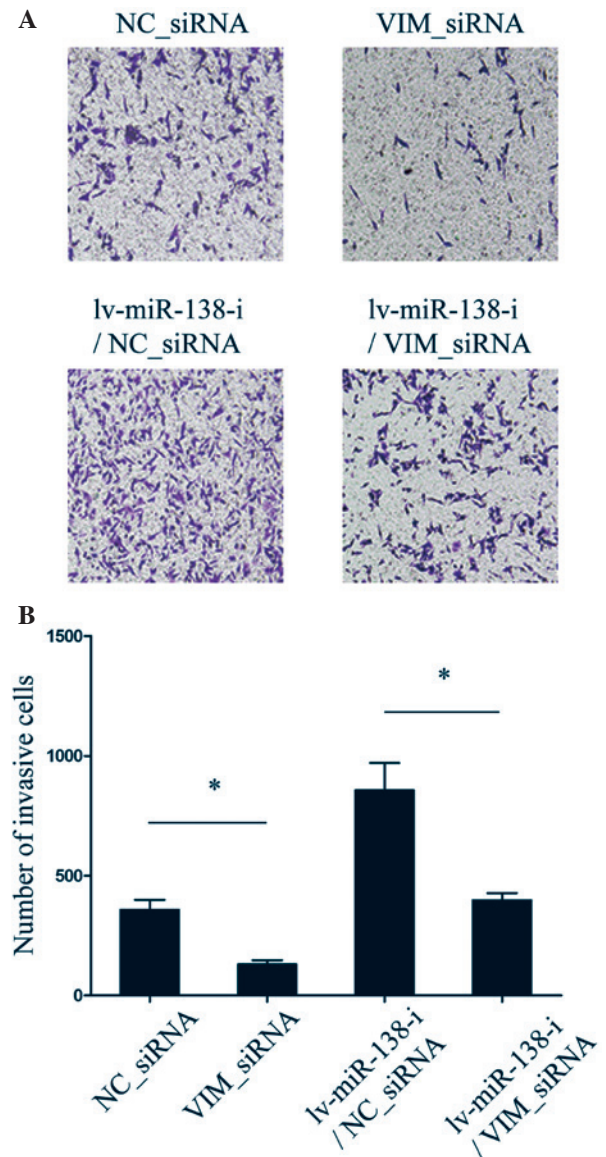 A
NC_siRNA
VIM_siRNA
lv-miR-138-i
/ NC_siRNA
lv-miR-138-i
/ VIM_siRNA
B
Number of invasive cells
1500
1000
500
0
*
*
NC_siRNA
VIM_siRNA
lv-miR-138-i
/ NC_siRNA
lv-miR-138-i
/ VIM_siRNA